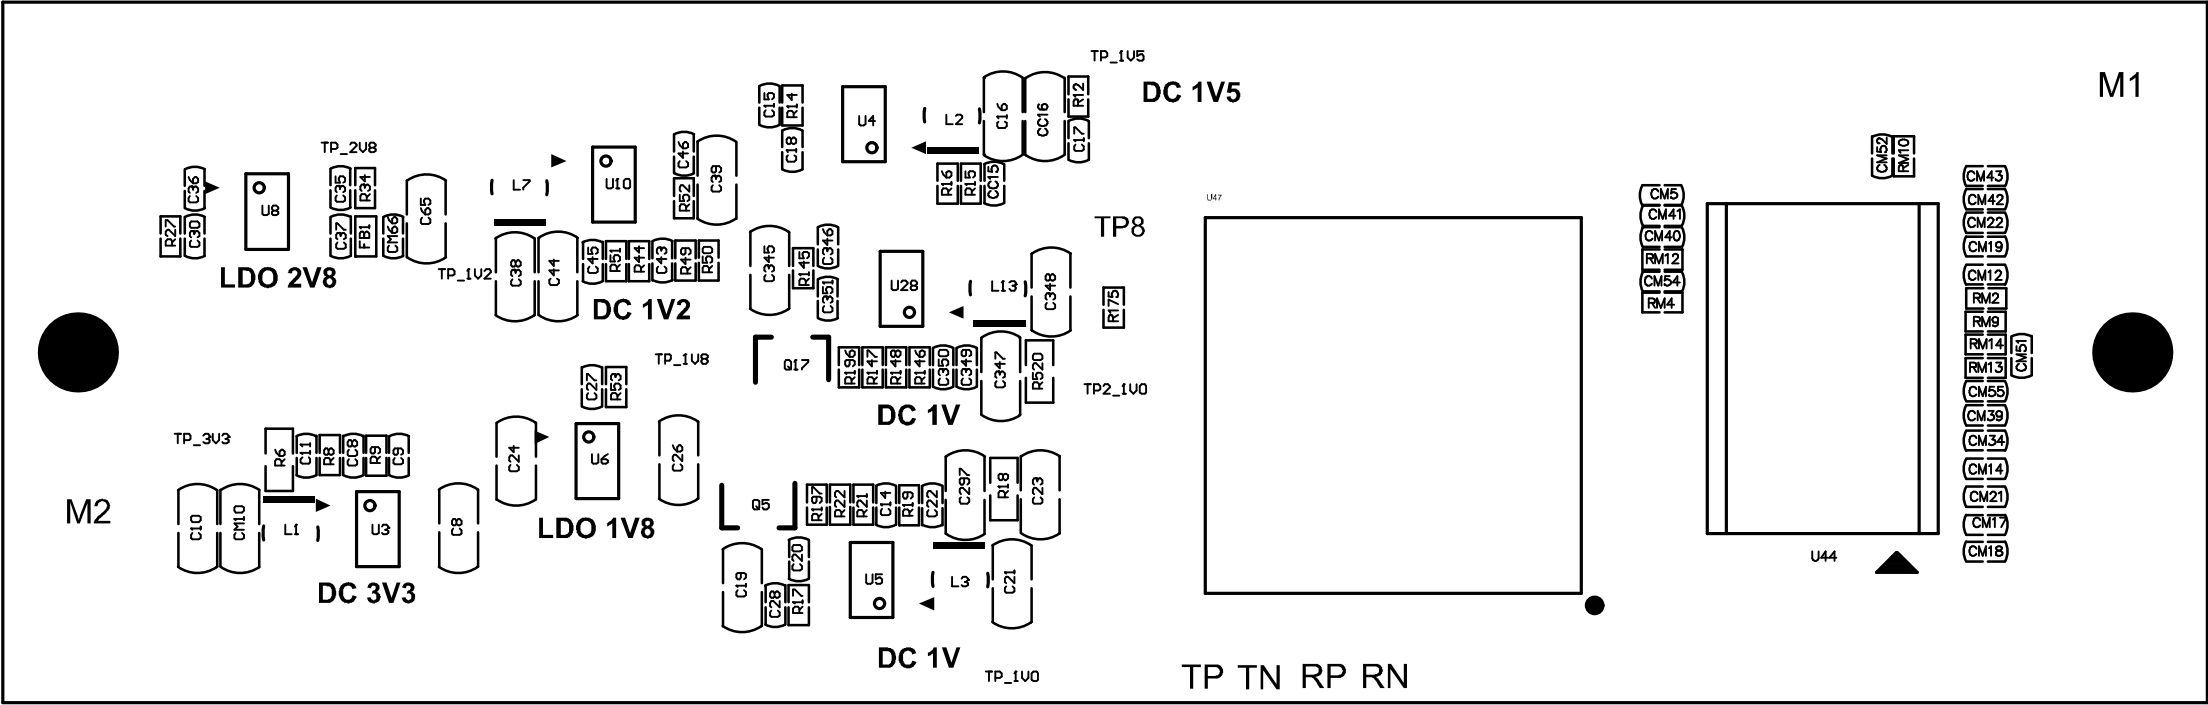 TP_1V5
DC 1V5
M1
C15
R14
U4
L2
C16
CC16
R12
C17
C18
R16
R15
CC15
TP_2V8
C36
U8
C35
R34
C65
R27
C30
C37
FB1
CM66
LDO 2V8
L7
U10
C46
R52
C39
TP_1V2
C38
C44
C45
R51
R44
C43
R49
R50
DC 1V2
C345
R145
C346
C351
U28
L13
C348
TP8
R175
TP_1V8
Q17
R196
R147
R148
R146
C350
C349
C347
R520
TP2_1V0
DC 1V
C27
R53
C24
U6
C26
LDO 1V8
TP_3V3
R6
C11
R8
CC8
R9
C9
M2
C10
CM10
L1
U3
C8
DC 3V3
Q5
R197
R22
R21
C14
R19
C22
C297
R18
C23
C19
C20
C28
R17
U5
L3
C21
DC 1V
TP_1V0
TP TN RP RN
U47
CM5
CM41
CM40
RM12
CM54
RM4
CM52
RM10
U44
CM43
CM42
CM22
CM19
CM12
RM2
RM9
RM14
RM13
CM51
CM55
CM39
CM34
CM14
CM21
CM17
CM18